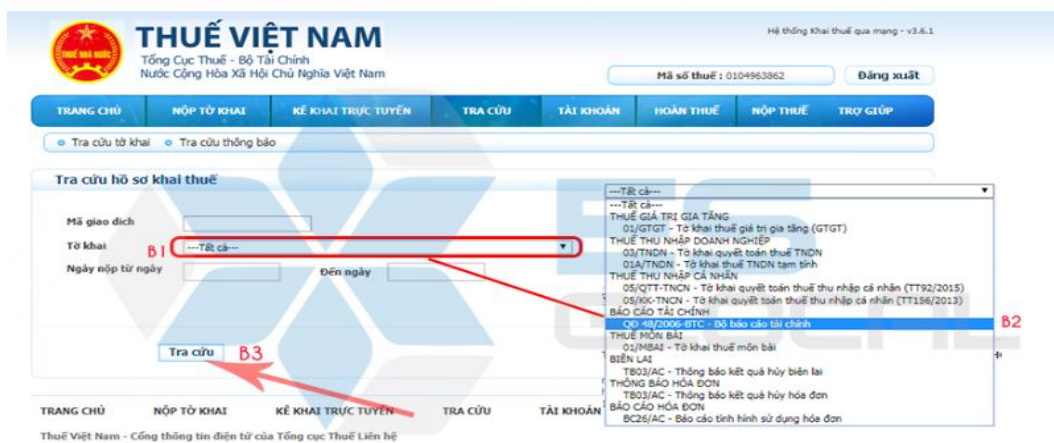 THUẾ NHÀ NƯỚC
THUẾ VIỆT NAM
Tổng Cục Thuế - Bộ Tài Chính
Nước Cộng Hòa Xã Hội Chủ Nghĩa Việt Nam
Hệ thống Khai thuế qua mạng - v3.6.1
Mã số thuế : 0104963862
Đăng xuất
TRANG CHỦ NỘP TỜ KHAI KÊ KHAI TRỰC TUYẾN TRA CỨU TÀI KHOẢN HOÀN THUẾ NỘP THUẾ TRỢ GIÚP
Tra cứu tờ khai Tra cứu thông báo
Tra cứu hồ sơ khai thuế
Mã giao dich
Tờ khai B1 ---Tất cả---
Ngày nộp từ ngày Đến ngày
Tra cứu B3
---Tất cả---
---Tất cả---
THUẾ GIÁ TRỊ GIA TĂNG
01/GTGT - Tờ khai thuế giá trị gia tăng (GTGT)
THUẾ THU NHẬP DOANH NGHIỆP
03/TNDN - Tờ khai quyết toán thuế TNDN
01A/TNDN - Tờ khai thuế TNDN tạm tính
THUẾ THU NHẬP CÁ NHÂN
05/QTT-TNCN - Tờ khai quyết toán thuế thu nhập cá nhân (TT92/2015)
05/KK-TNCN - Tờ khai quyết toán thuế thu nhập cá nhân (TT156/2013)
BÁO CÁO TÀI CHÍNH
QD 48/2006-BTC - Bộ báo cáo tài chính B2
THUẾ MÔN BÀI
01/MBAI - Tờ khai thuế môn bài
BIÊN LAI
TB03/AC - Thông báo kết quả hủy biên lai
THÔNG BÁO HÓA ĐƠN
TB03/AC - Thông báo kết quả hủy hóa đơn
BÁO CÁO HÓA ĐƠN
BC26/AC - Báo cáo tình hình sử dụng hóa đơn
ES
GLOCAL
TRANG CHỦ NỘP TỜ KHAI KÊ KHAI TRỰC TUYẾN TRA CỨU TÀI KHOẢN
Thuế Việt Nam - Cổng thông tin điện tử của Tổng cục Thuế Liên hệ